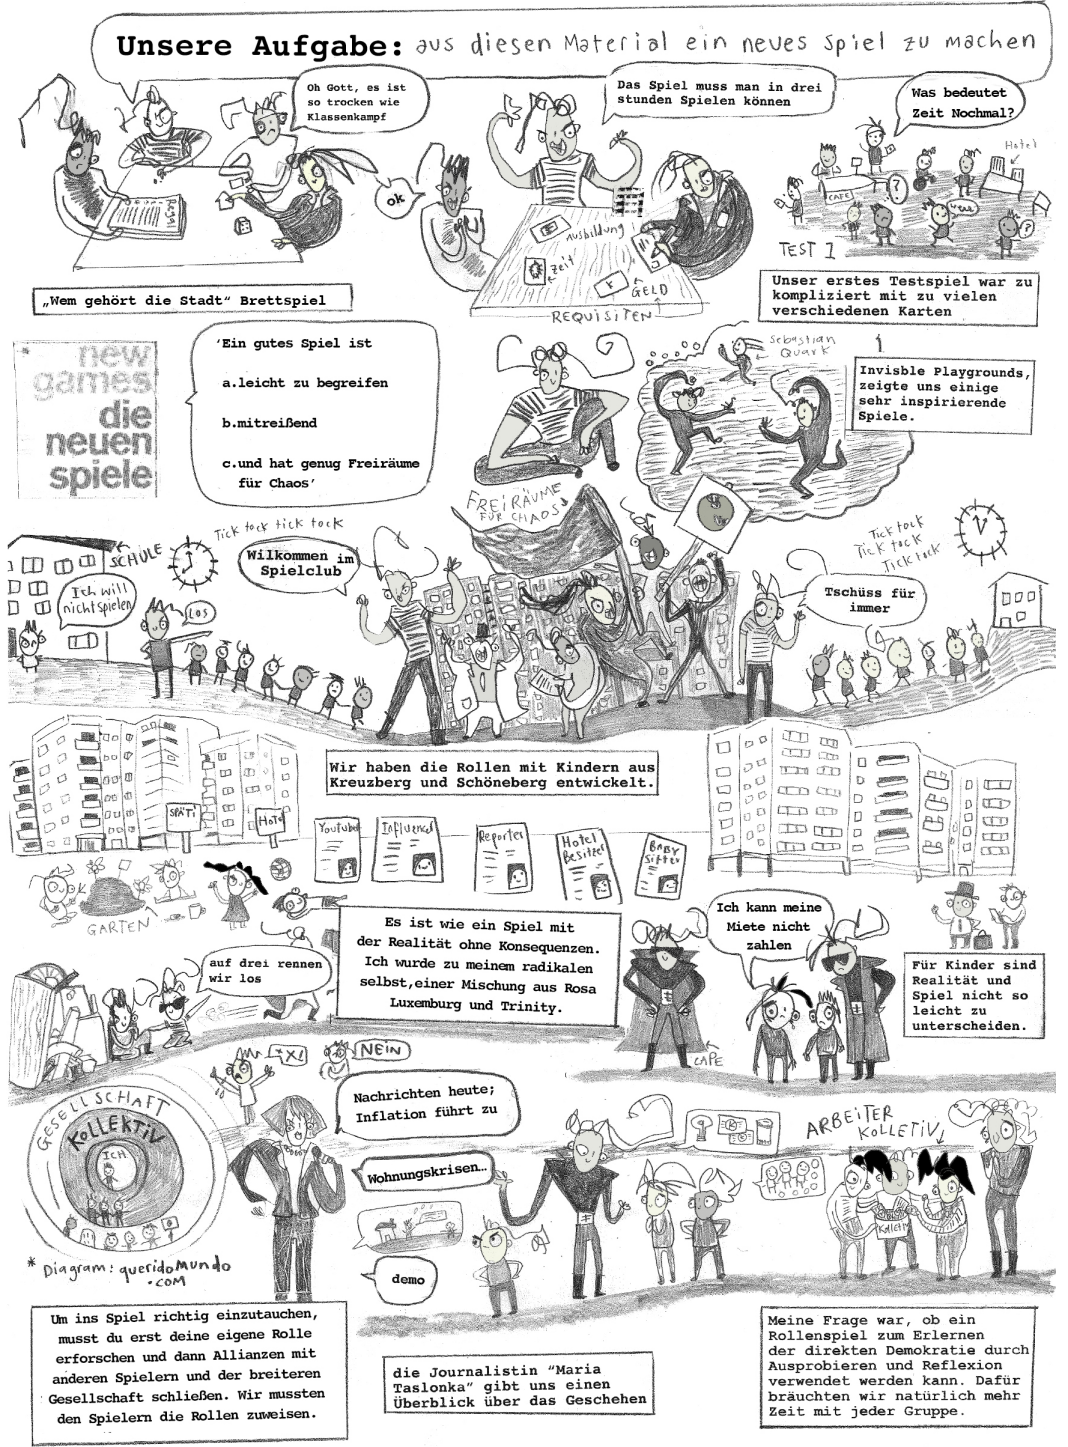 Unsere Aufgabe: aus diesen Material ein neues Spiel zu machen
Oh Gott, es ist
so trocken wie
Klassenkampf
Regal
„Wem gehört die Stadt“ Brettspiel
Das Spiel muss man in drei
stunden Spielen können
ok
Ausbildung
Zeit
GELD
REQUISITEN
Was bedeutet
Zeit Nochmal?
Hotel
CAFE
?
?
TEST 1
Unser erstes Testspiel war zu
kompliziert mit zu vielen
verschiedenen Karten
* new
games
die
neuen
spiele
‘Ein gutes Spiel ist
a.leicht zu begreifen
b.mitreißend
c.und hat genug Freiräume
für Chaos’
Sebastian
Quark
Invisble Playgrounds,
zeigte uns einige
sehr inspirierende
Spiele.
FREIRÄUME
FÜR CHAOS
SCHULE
Tick tock tick tock
Ich will
nicht spielen
LOS
Wilkommen im
Spielclub
Tick tock
Tick tock
Tick tock
Tschüss für
immer
Wir haben die Rollen mit Kindern aus
Kreuzberg und Schöneberg entwickelt.
SPÄTI
HOTEL
Youtuber
Influencer
Reporter
Hotel
Besitzer
BABY
Sitter
GARTEN
auf drei rennen
wir los
Es ist wie ein Spiel mit
der Realität ohne Konsequenzen.
Ich wurde zu meinem radikalen
selbst,einer Mischung aus Rosa
Luxemburg und Trinity.
Ich kann meine
Miete nicht
zahlen
CAPE
Für Kinder sind
Realität und
Spiel nicht so
leicht zu
unterscheiden.
GESELLSCHAFT
KOLLEKTIV
ICH
* Diagram: queridoMundo
.COM
NEIN
Nachrichten heute;
Inflation führt zu
Wohnungskrisen…
demo
ARBEITER
KOLLETIV
Um ins Spiel richtig einzutauchen,
musst du erst deine eigene Rolle
erforschen und dann Allianzen mit
anderen Spielern und der breiteren
Gesellschaft schließen. Wir mussten
den Spielern die Rollen zuweisen.
die Journalistin “Maria
Taslonka” gibt uns einen
Überblick über das Geschehen
Meine Frage war, ob ein
Rollenspiel zum Erlernen
der direkten Demokratie durch
Ausprobieren und Reflexion
verwendet werden kann. Dafür
bräuchten wir natürlich mehr
Zeit mit jeder Gruppe.